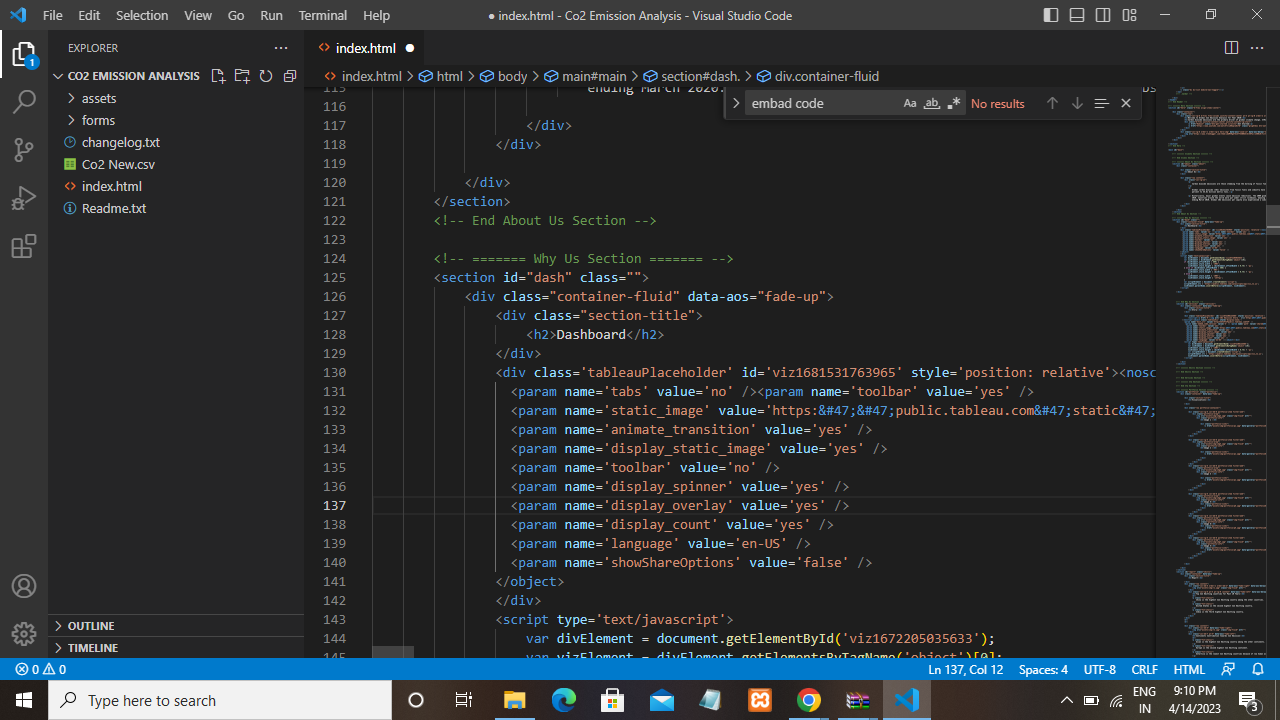 File Edit Selection View Go Run Terminal Help
● index.html - Co2 Emission Analysis - Visual Studio Code
EXPLORER
1
CO2 EMISSION ANALYSIS
assets
forms
changelog.txt
Co2 New.csv
index.html
Readme.txt
OUTLINE
TIMELINE
index.html
index.html > html > body > main#main > section#dash. > div.container-fluid
embad code
Aa ab
No results
115 ending March 2020.
116
117 </div>
118 </div>
119
120 </div>
121 </section>
122 <!-- End About Us Section -->
123
124 <!-- ======= Why Us Section ======= -->
125 <section id="dash" class="">
126 <div class="container-fluid" data-aos="fade-up">
127 <div class="section-title">
128 <h2>Dashboard</h2>
129 </div>
130 <div class='tableauPlaceholder' id='viz1681531763965' style='position: relative'><nosc
131 <param name='tabs' value='no' /><param name='toolbar' value='yes' />
132 <param name='static_image' value='https:&#47;&#47;public.tableau.com&#47;static&#47;
133 <param name='animate_transition' value='yes' />
134 <param name='display_static_image' value='yes' />
135 <param name='toolbar' value='no' />
136 <param name='display_spinner' value='yes' />
137 <param name='display_overlay' value='yes' />
138 <param name='display_count' value='yes' />
139 <param name='language' value='en-US' />
140 <param name='showShareOptions' value='false' />
141 </object>
142 </div>
143 <script type='text/javascript'>
144 var divElement = document.getElementById('viz1672205035093');
145 vizElement = divElement.getElementsByTagName('object')[0];
0 0
Ln 137, Col 12 Spaces: 4 UTF-8 CRLF HTML
Type here to search
ENG
IN
9:10 PM
4/14/2023
3